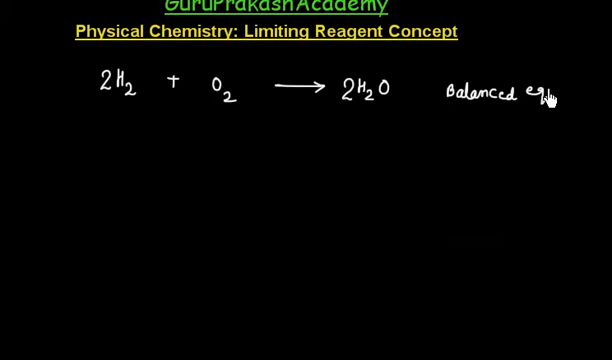 GuruPrakashAcademy
Physical Chemistry: Limiting Reagent Concept
2H₂ + O₂ ⟶ 2H₂O Balanced eq